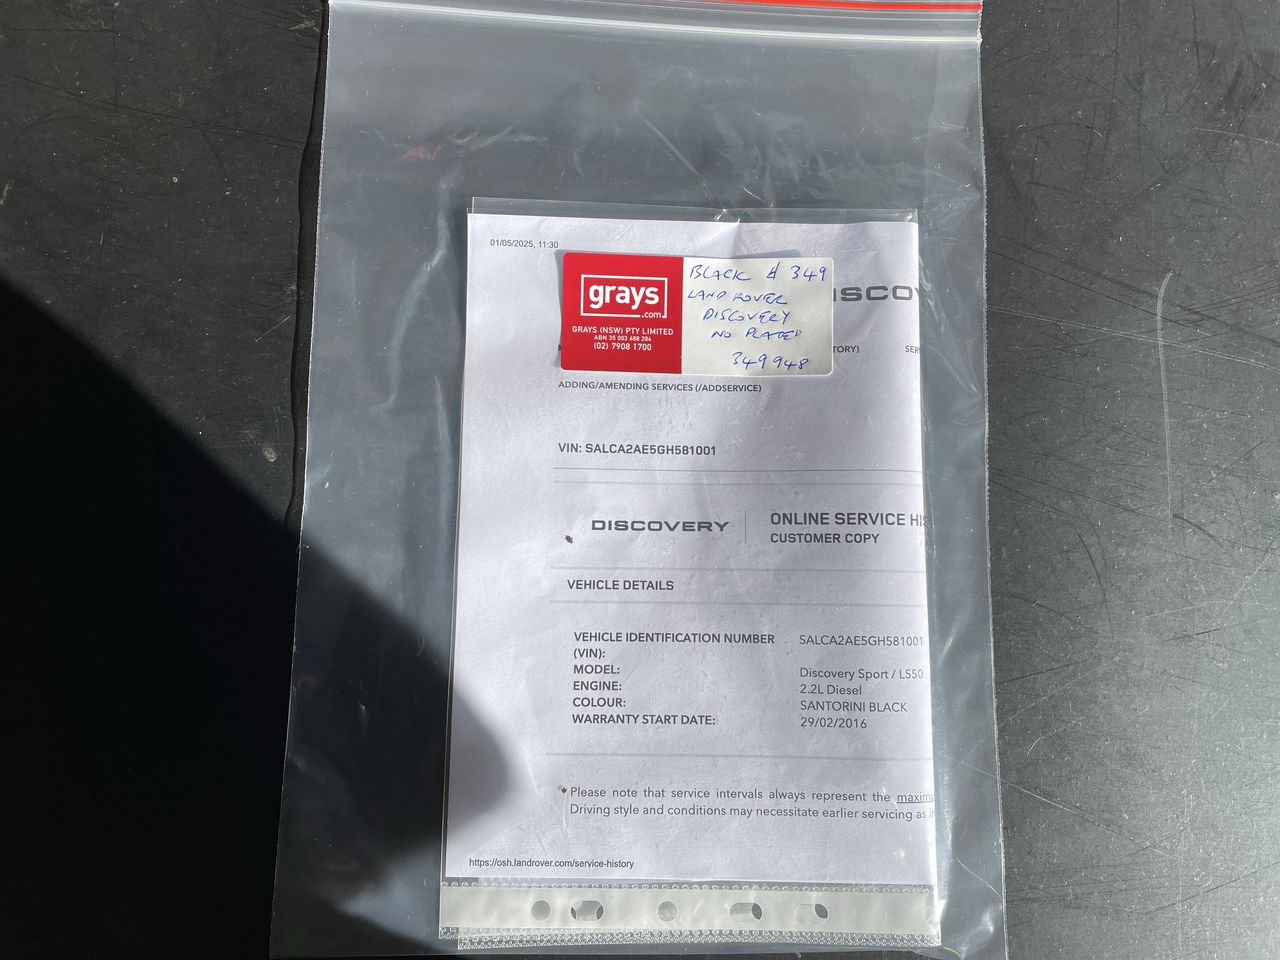 01/05/2025, 11:30
grays
.com
GRAYS (NSW) PTY LIMITED
ABN 35 003 688 284
(02) 7908 1700
BLACK # 349
LAND ROVER
DISCOVERY
NO PLATES
349948
ISCOV
TORY) SER
ADDING/AMENDING SERVICES (/ADDSERVICE)
VIN: SALCA2AE5GH581001
DISCOVERY
ONLINE SERVICE HIS
CUSTOMER COPY
VEHICLE DETAILS
VEHICLE IDENTIFICATION NUMBER (VIN): SALCA2AE5GH581001
MODEL: Discovery Sport / L550
ENGINE: 2.2L Diesel
COLOUR: SANTORINI BLACK
WARRANTY START DATE: 29/02/2016
Please note that service intervals always represent the maxim
Driving style and conditions may necessitate earlier servicing as
https://osh.landrover.com/service-history